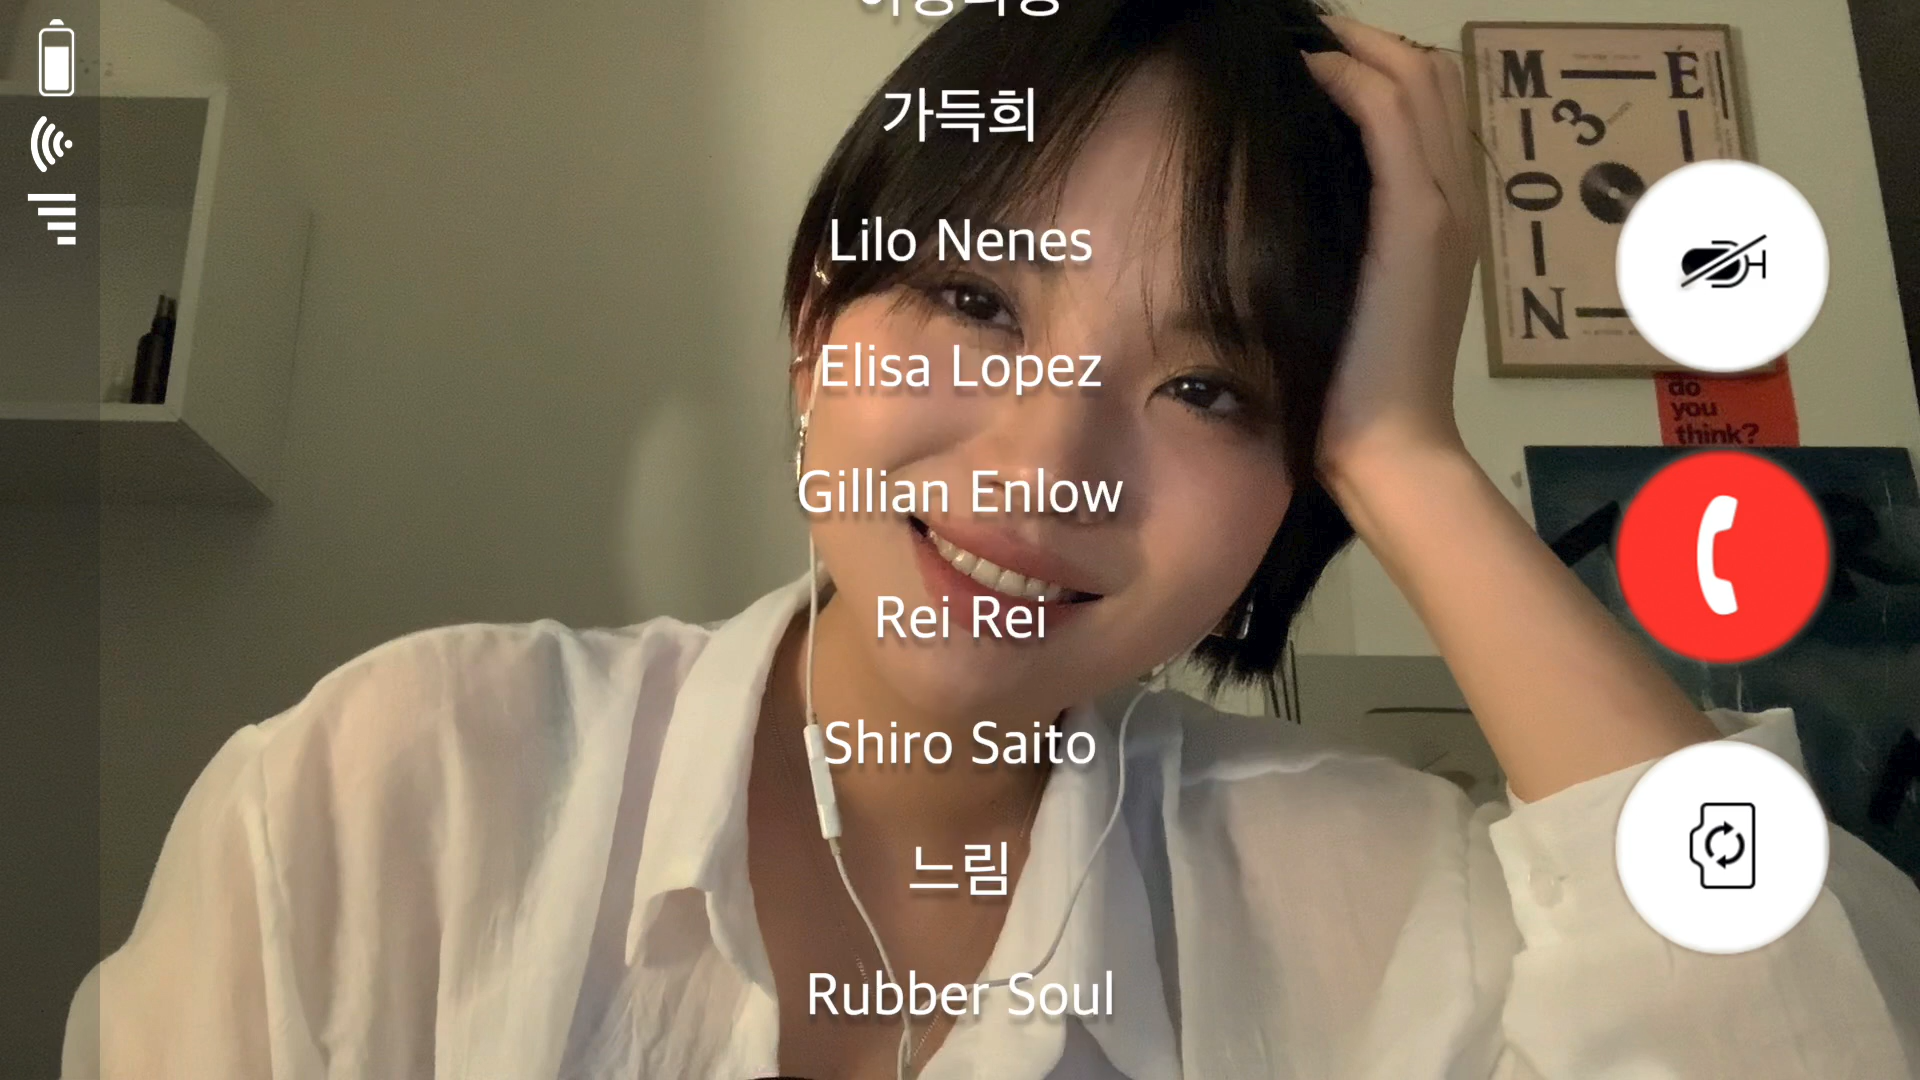 가득희
Lilo Nenes
Elisa Lopez
Gillian Enlow
Rei Rei
Shiro Saito
느림
Rubber Soul
M É
3
I I
O
I
N
do
you
think?